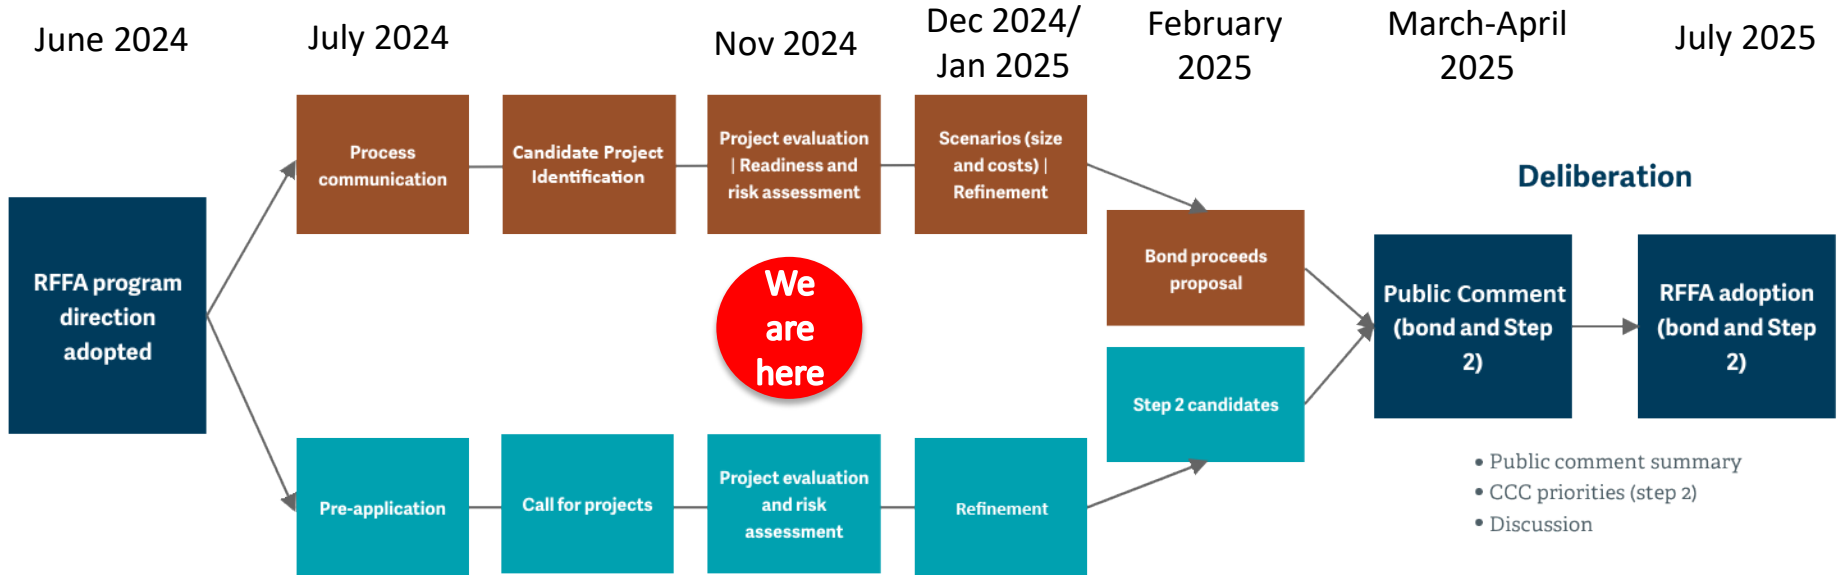 June 2024
July 2024
Nov 2024
Dec 2024/
Jan 2025
February
2025
March-April
2025
July 2025
RFFA program
direction
adopted
Process
communication
Candidate Project
Identification
Project evaluation
| Readiness and
risk assessment
Scenarios (size
and costs) |
Refinement
Bond proceeds
proposal
We
are
here
Pre-application
Call for projects
Project evaluation
and risk
assessment
Refinement
Step 2 candidates
Deliberation
Public Comment
(bond and Step
2)
RFFA adoption
(bond and Step
2)
• Public comment summary
• CCC priorities (step 2)
• Discussion